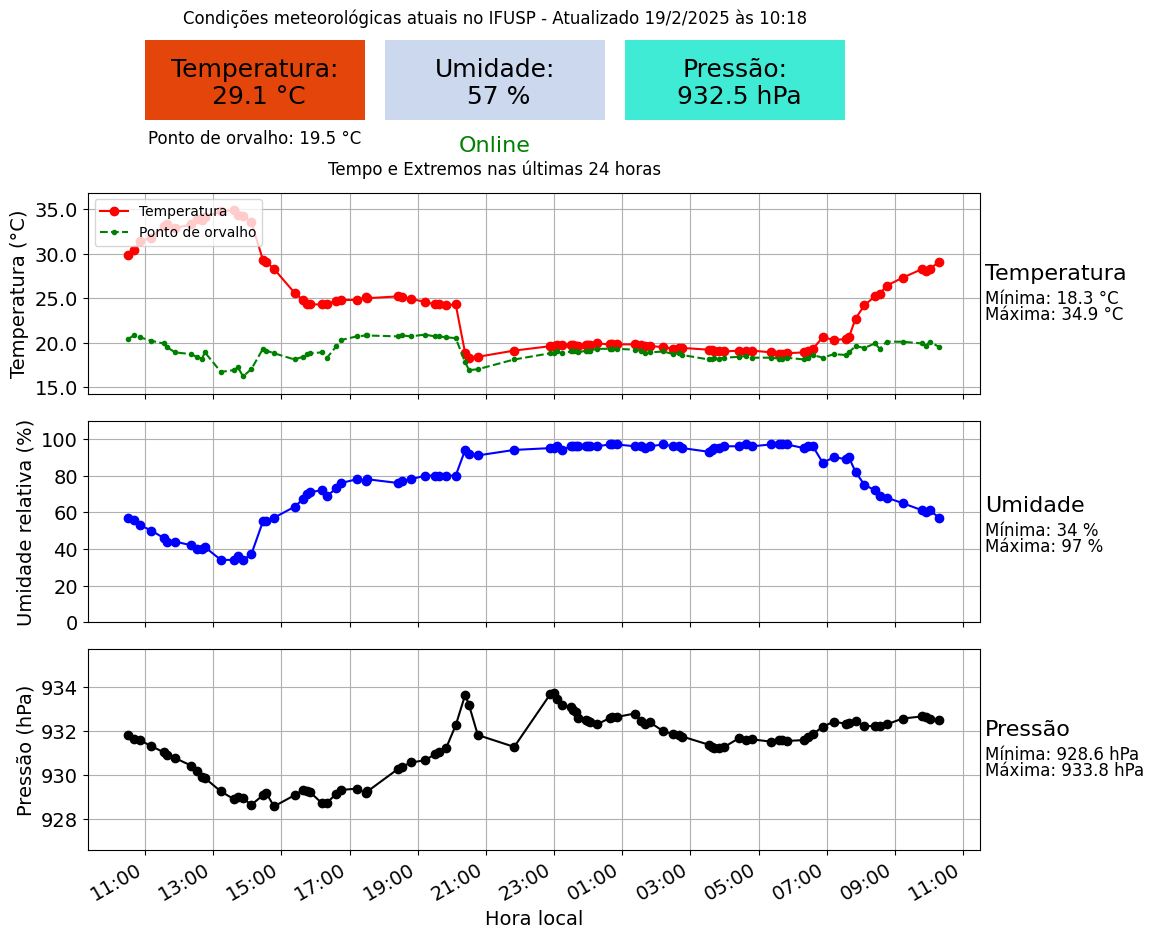 Condições meteorológicas atuais no IFUSP - Atualizado 19/2/2025 às 10:18
Temperatura:
29.1 °C
Umidade:
57 %
Pressão:
932.5 hPa
Ponto de orvalho: 19.5 °C
Online
Tempo e Extremos nas últimas 24 horas
Temperatura (°C)
35.0
30.0
25.0
20.0
15.0
Temperatura
Ponto de orvalho
Temperatura
Mínima: 18.3 °C
Máxima: 34.9 °C
Umidade relativa (%)
100
80
60
40
20
0
Umidade
Mínima: 34 %
Máxima: 97 %
Pressão (hPa)
934
932
930
928
Pressão
Mínima: 928.6 hPa
Máxima: 933.8 hPa
11:00 13:00 15:00 17:00 19:00 21:00 23:00 01:00 03:00 05:00 07:00 09:00 11:00
Hora local